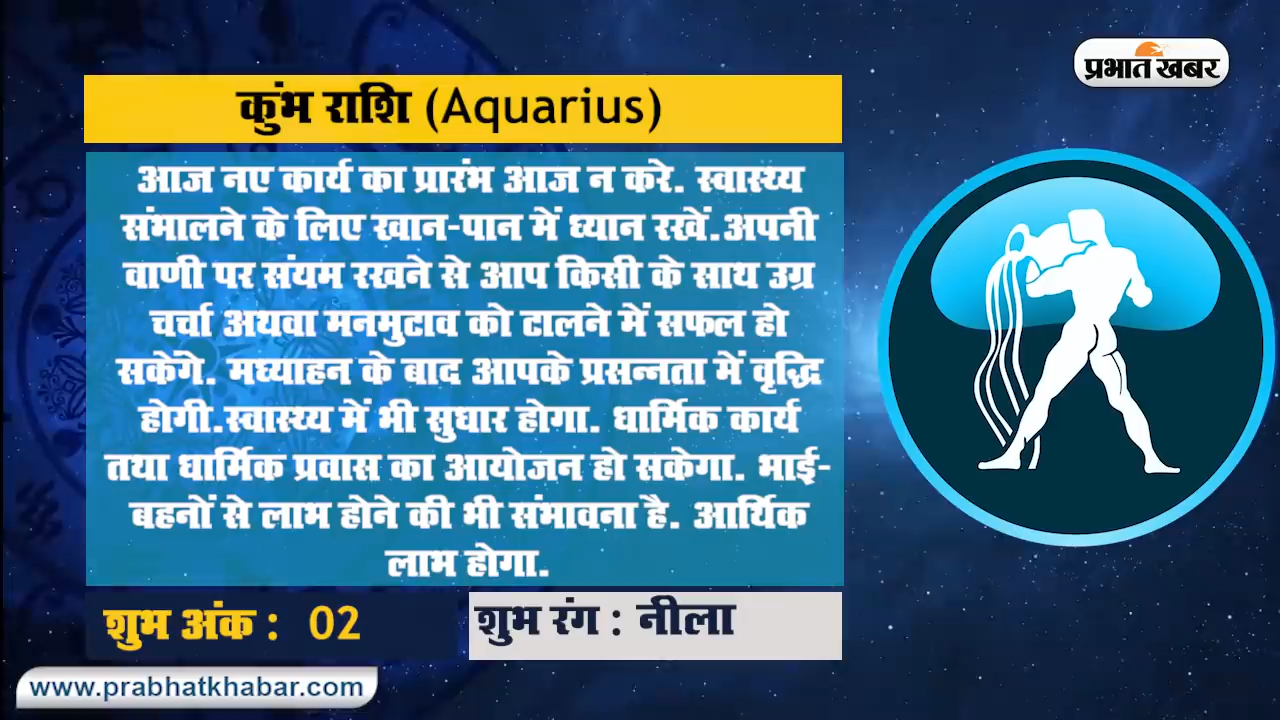 प्रभात खबर
कुंभ राशि (Aquarius)
आज नए कार्य का प्रारंभ आज न करे. स्वास्थ्य
संभालने के लिए खान-पान में ध्यान रखें.अपनी
वाणी पर संयम रखने से आप किसी के साथ उग्र
चर्चा अथवा मनमुटाव को टालने में सफल हो
सकेंगे. मध्याहन के बाद आपके प्रसन्नता में वृद्धि
होगी.स्वास्थ्य में भी सुधार होगा. धार्मिक कार्य
तथा धार्मिक प्रवास का आयोजन हो सकेगा. भाई-
बहनों से लाभ होने की भी संभावना है. आर्थिक
लाभ होगा.
शुभ अंक : 02
शुभ रंग : नीला
www.prabhatkhabar.com